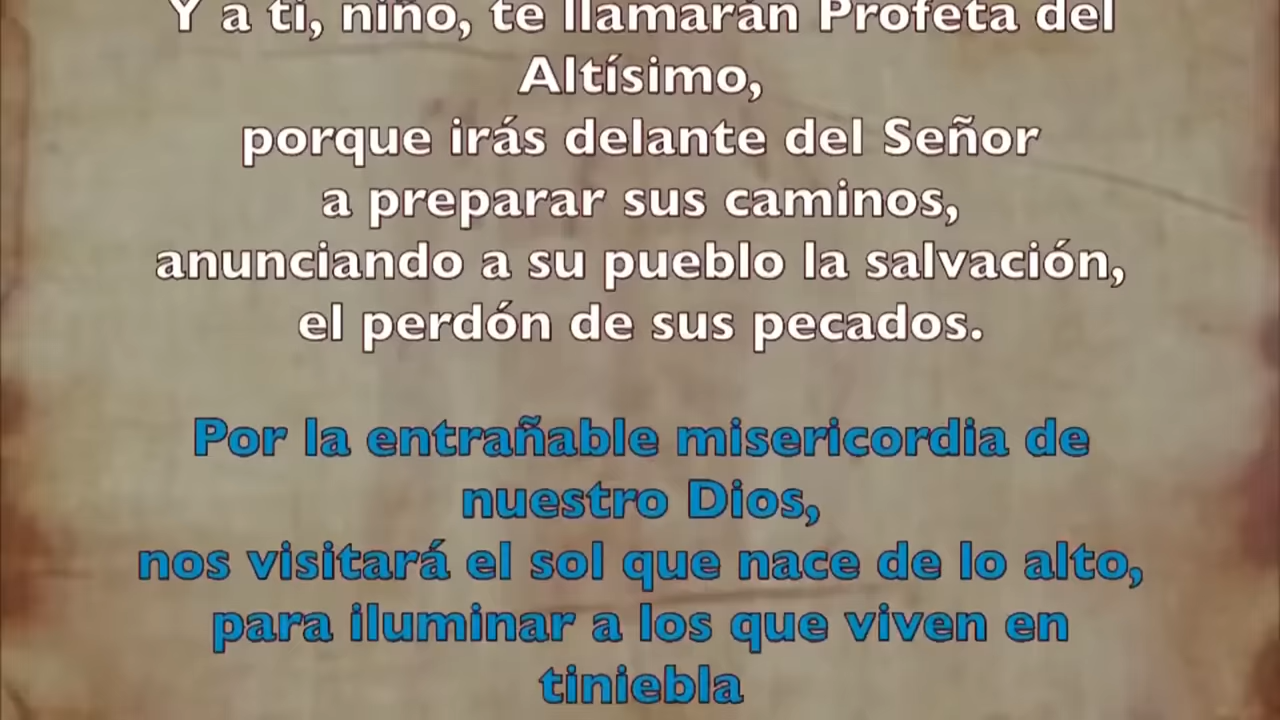 Y a ti, niño, te llamarán Profeta del
Altísimo,
porque irás delante del Señor
a preparar sus caminos,
anunciando a su pueblo la salvación,
el perdón de sus pecados.
Por la entrañable misericordia de
nuestro Dios,
nos visitará el sol que nace de lo alto,
para iluminar a los que viven en
tiniebla